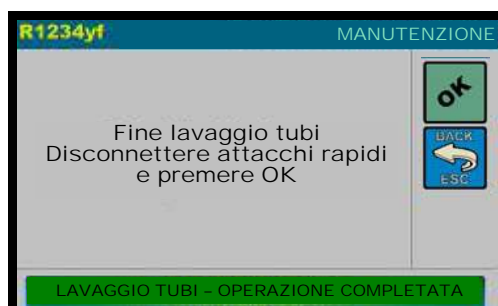 R1234yf
MANUTENZIONE
OK
Fine lavaggio tubi
Disconnettere attacchi rapidi
e premere OK
BACK
ESC
LAVAGGIO TUBI - OPERAZIONE COMPLETATA